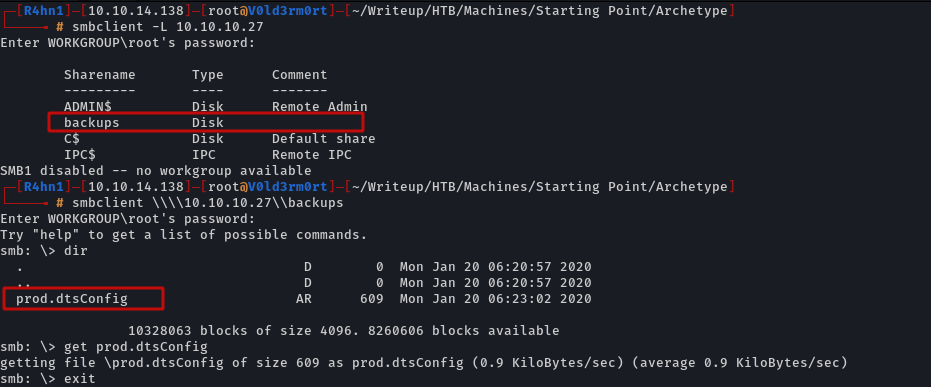 ┌─[R4hn1]─[10.10.14.138]─[root@V0ld3rm0rt]─[~/Writeup/HTB/Machines/Starting Point/Archetype]
└──╼ # smbclient -L 10.10.10.27
Enter WORKGROUP\root's password:
Sharename Type Comment
--------- ---- -------
ADMIN$ Disk Remote Admin
backups Disk
C$ Disk Default share
IPC$ IPC Remote IPC
SMB1 disabled -- no workgroup available
┌─[R4hn1]─[10.10.14.138]─[root@V0ld3rm0rt]─[~/Writeup/HTB/Machines/Starting Point/Archetype]
└──╼ # smbclient \\\\10.10.10.27\\backups
Enter WORKGROUP\root's password:
Try "help" to get a list of possible commands.
smb: \> dir
. D 0 Mon Jan 20 06:20:57 2020
.. D 0 Mon Jan 20 06:20:57 2020
prod.dtsConfig AR 609 Mon Jan 20 06:23:02 2020
10328063 blocks of size 4096. 8260606 blocks available
smb: \> get prod.dtsConfig
getting file \prod.dtsConfig of size 609 as prod.dtsConfig (0.9 KiloBytes/sec) (average 0.9 KiloBytes/sec)
smb: \> exit